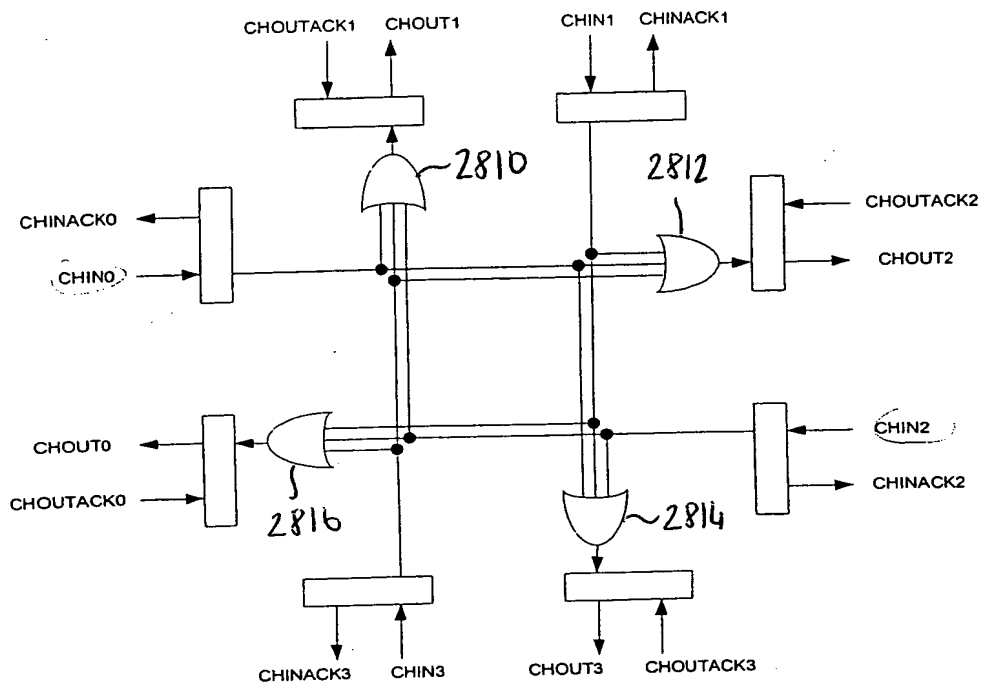 CHOUTACK1
CHOUT1
CHIN1
CHINACK1
2810
2812
CHINACK0
CHIN0
CHOUTACK2
CHOUT2
CHOUT0
CHOUTACK0
CHIN2
CHINACK2
2816
2814
CHINACK3
CHIN3
CHOUT3
CHOUTACK3